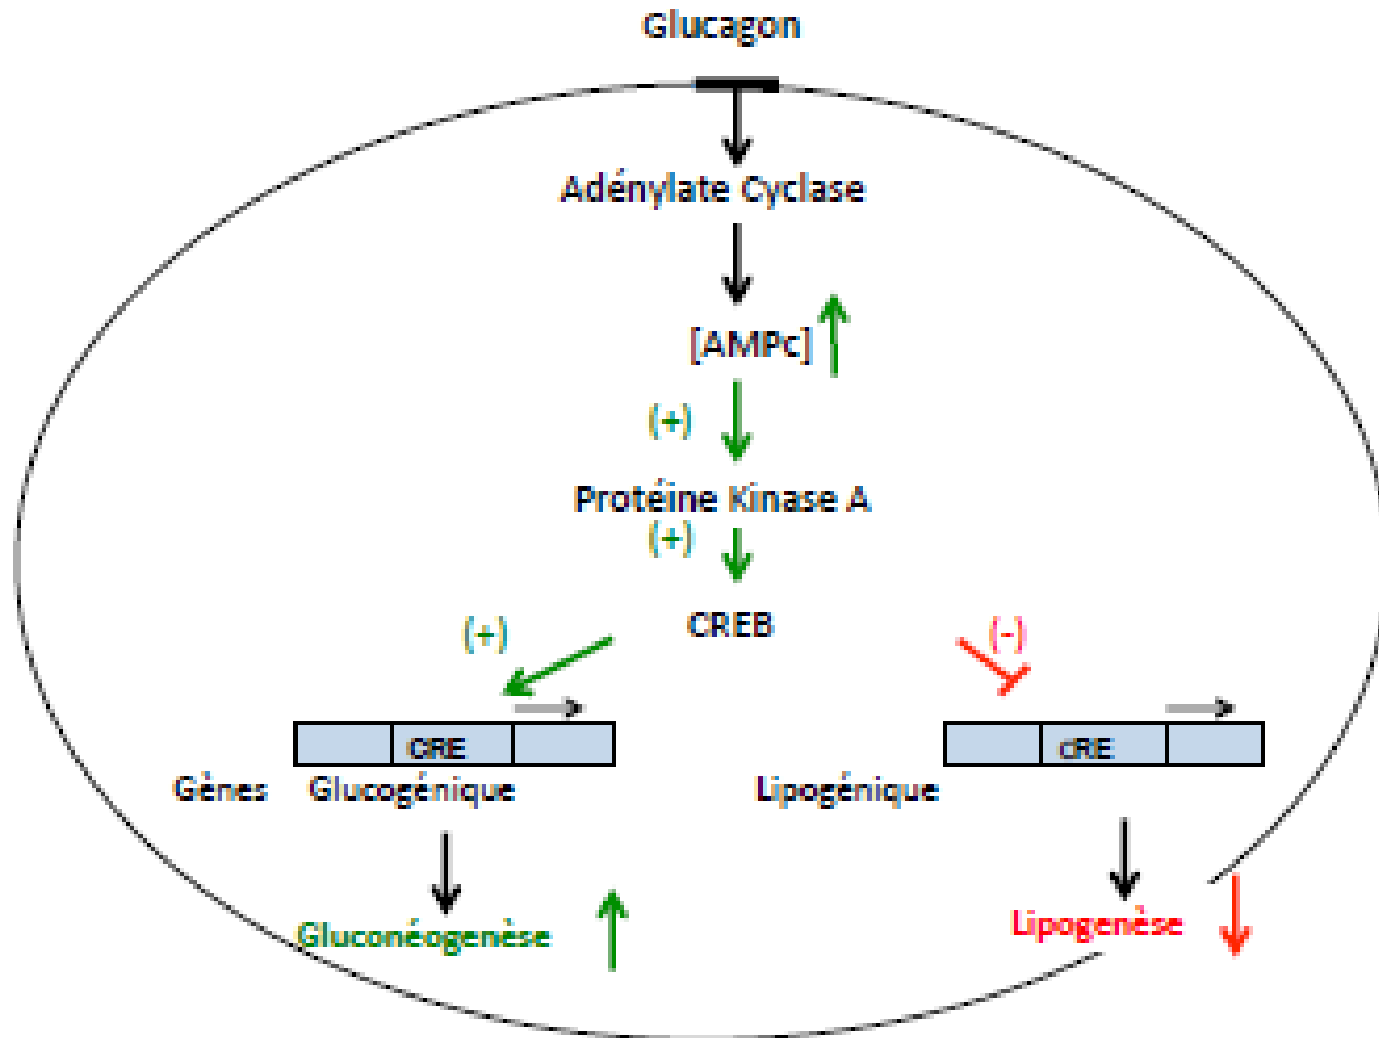 Glucagon
Adénylate Cyclase
[AMPc]
(+)
Protéine Kinase A
(+)
CREB
(+)
(-)
CRE
cRE
Gènes Glucogénique
Lipogénique
Gluconéogenèse
Lipogenèse